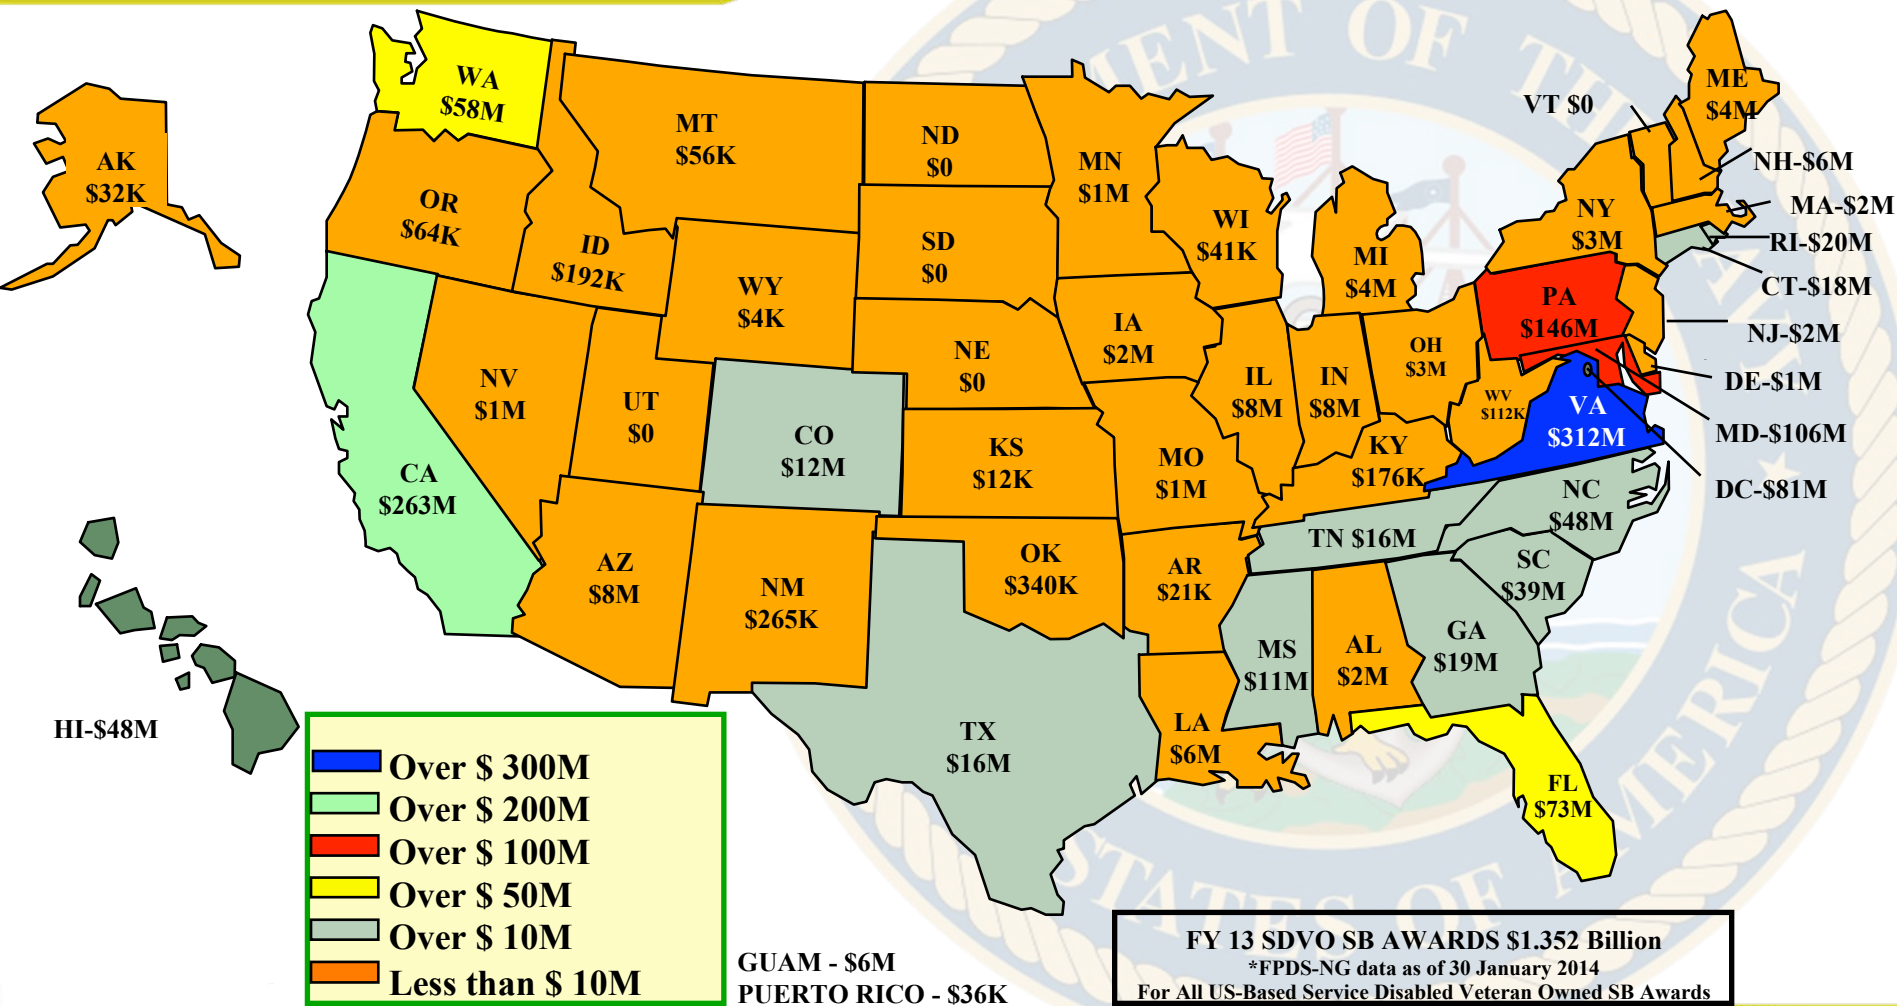 MENT OF THE NA
WA
$58M
MT
$56K
ND
$0
MN
$1M
VT $0
ME
$4M
NH-$6M
AK
$32K
OR
$64K
ID
$192K
SD
$0
WI
$41K
MI
$4M
NY
$3M
MA-$2M
RI-$20M
CT-$18M
WY
$4K
IA
$2M
PA
$146M
NJ-$2M
NE
$0
OH
$3M
DE-$1M
NV
$1M
UT
$0
IL
$8M
IN
$8M
WV
$112K
VA
$312M
MD-$106M
CO
$12M
KS
$12K
MO
$1M
KY
$176K
DC-$81M
CA
$263M
NC
$48M
TN $16M
AZ
$8M
NM
$265K
OK
$340K
AR
$21K
SC
$39M
MS
$11M
AL
$2M
GA
$19M
HI-$48M
TX
$16M
LA
$6M
FL
$73M
STATES OF AMERICA
Over $ 300M
Over $ 200M
Over $ 100M
Over $ 50M
Over $ 10M
Less than $ 10M
GUAM - $6M
PUERTO RICO - $36K
FY 13 SDVO SB AWARDS $1.352 Billion
*FPDS-NG data as of 30 January 2014
For All US-Based Service Disabled Veteran Owned SB Awards